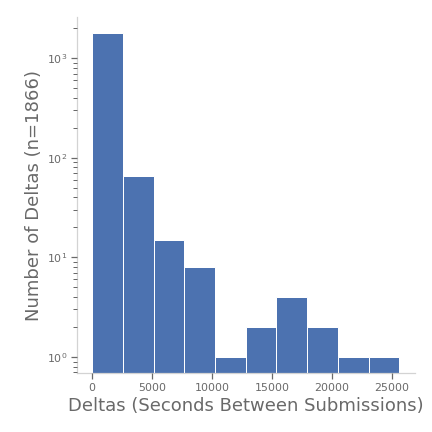 Number of Deltas (n=1866)
10³
10²
10¹
10⁰
0 5000 10000 15000 20000 25000
Deltas (Seconds Between Submissions)